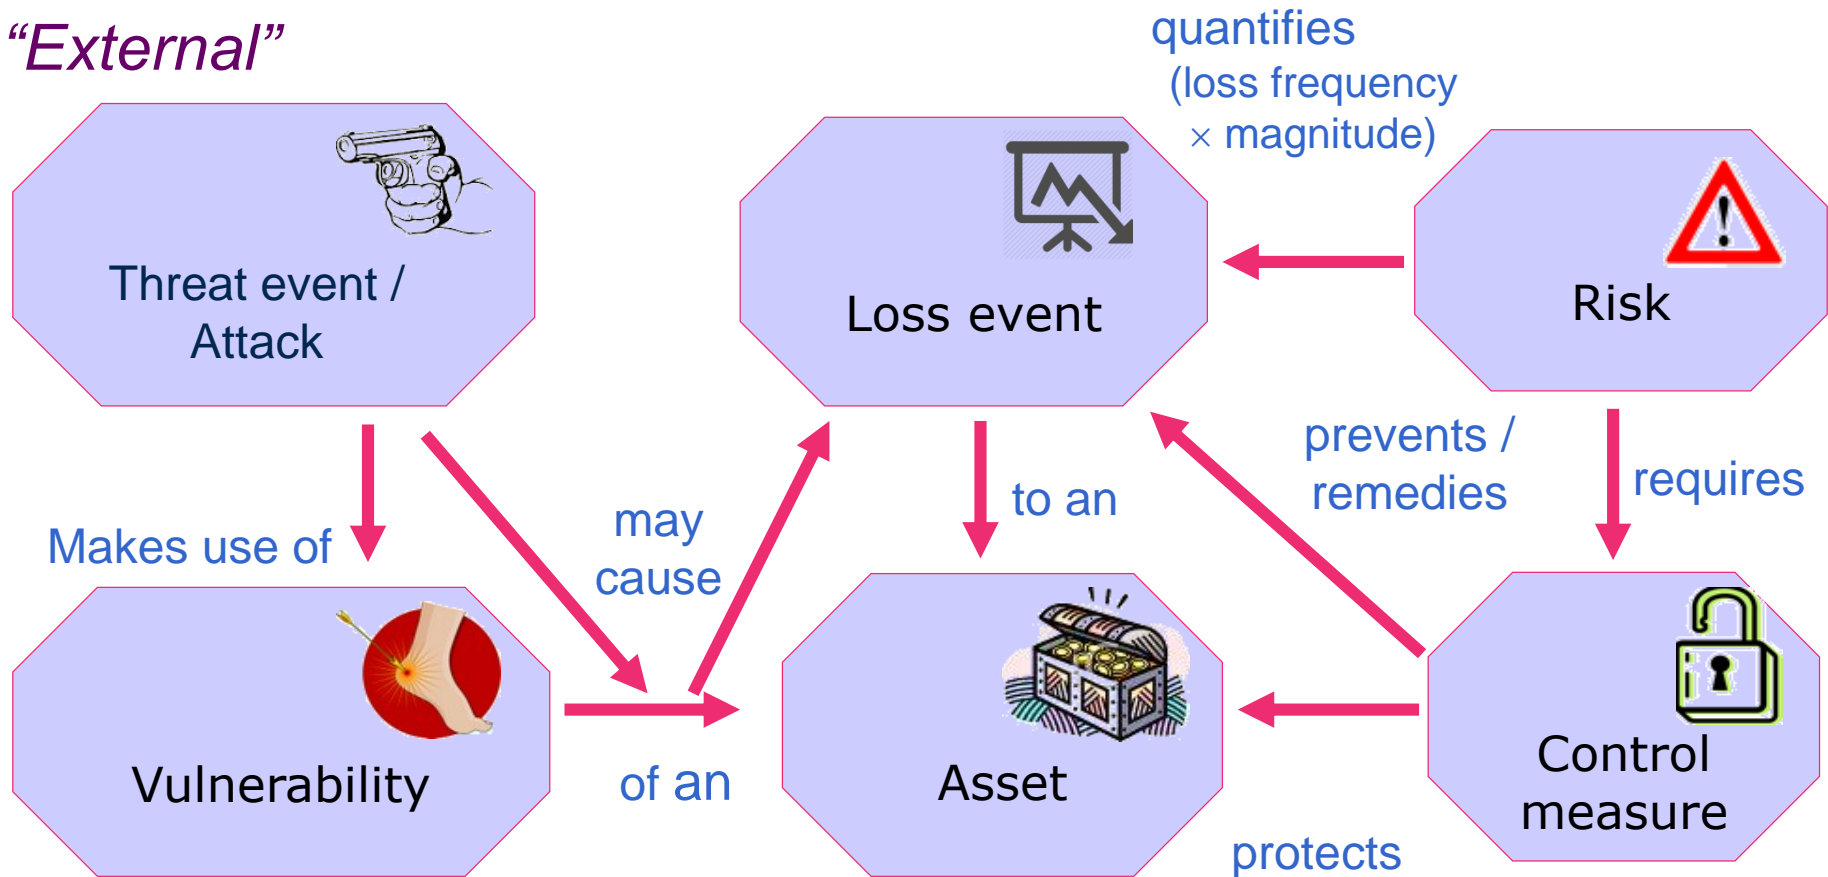 “External”
quantifies
(loss frequency
× magnitude)
Threat event /
Attack
Loss event
Risk
Makes use of
may
cause
to an
prevents /
remedies
requires
Vulnerability
of an
Asset
Control
measure
protects